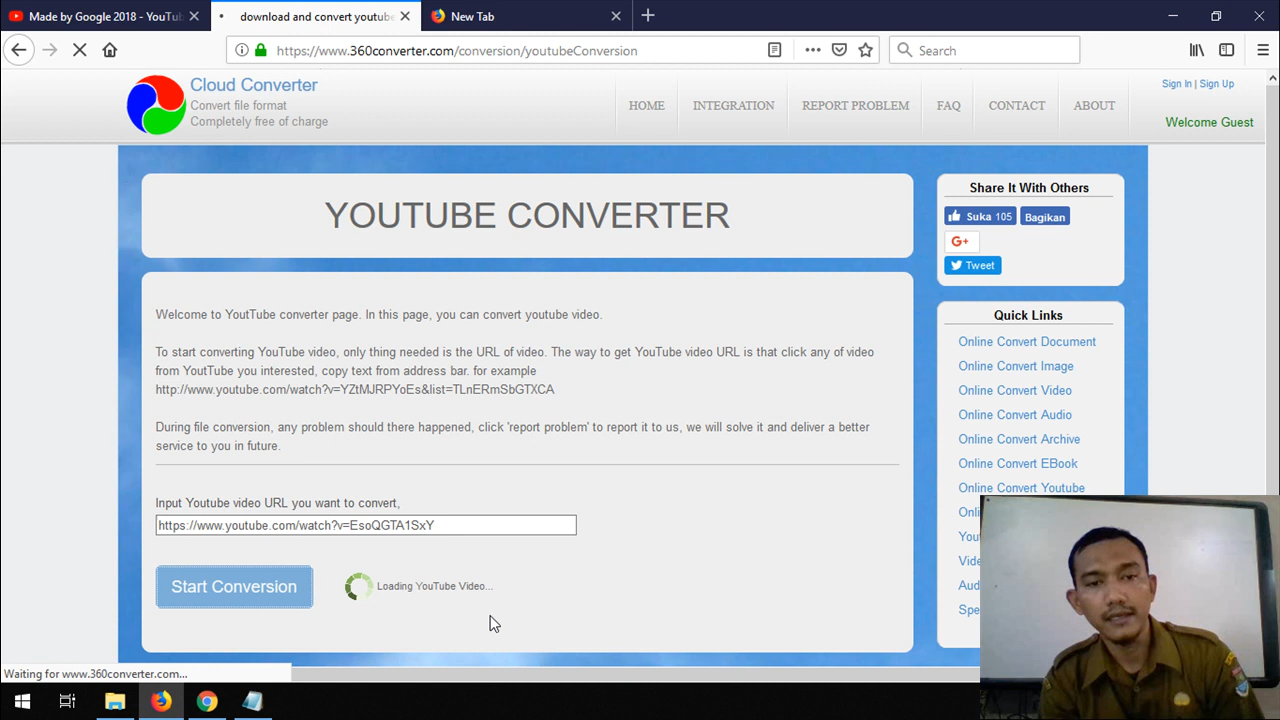 Made by Google 2018 - YouTub
download and convert youtube
New Tab
https://www.360converter.com/conversion/youtubeConversion
Search
Cloud Converter
Convert file format
Completely free of charge
HOME
INTEGRATION
REPORT PROBLEM
FAQ
CONTACT
ABOUT
Sign In | Sign Up
Welcome Guest
YOUTUBE CONVERTER
Welcome to YoutTube converter page. In this page, you can convert youtube video.
To start converting YouTube video, only thing needed is the URL of video. The way to get YouTube video URL is that click any of video
from YoutTube you interested, copy text from address bar. for example
http://www.youtube.com/watch?v=YZtMJRPYoEs&list=TLnERmSbGTXCA
During file conversion, any problem should there happened, click 'report problem' to report it to us, we will solve it and deliver a better
service to you in future.
Input Youtube video URL you want to convert,
https://www.youtube.com/watch?v=EsoQGTA1SxY
Start Conversion
Loading YouTube Video...
Share It With Others
Suka 105
Bagikan
G+
Tweet
Quick Links
Online Convert Document
Online Convert Image
Online Convert Video
Online Convert Audio
Online Convert Archive
Online Convert EBook
Online Convert Youtube
Onl
You
Vide
Aud
Spe
Waiting for www.360converter.com...